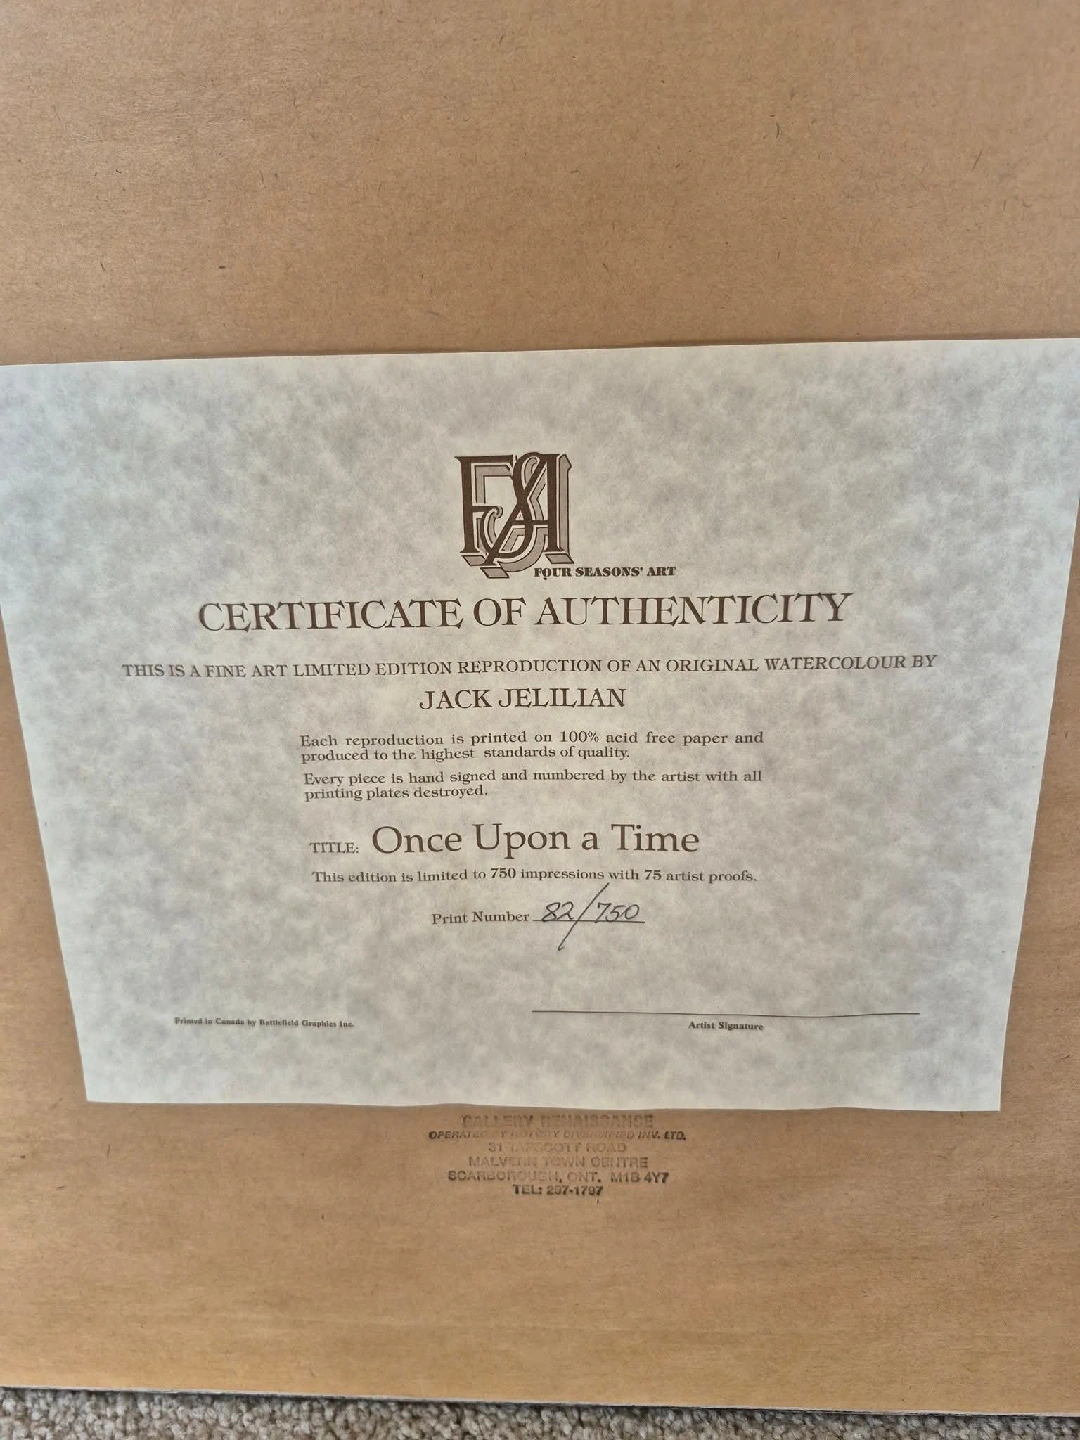 FSA
FOUR SEASONS' ART
CERTIFICATE OF AUTHENTICITY
THIS IS A FINE ART LIMITED EDITION REPRODUCTION OF AN ORIGINAL WATERCOLOUR BY
JACK JELILIAN
Each reproduction is printed on 100% acid free paper and
produced to the highest standards of quality.
Every piece is hand signed and numbered by the artist with all
printing plates destroyed.
TITLE: Once Upon a Time
This edition is limited to 750 impressions with 75 artist proofs.
Print Number 82/750
Printed in Canada by Battlefield Graphics Inc.
Artist Signature
GALLERY RENAISSANCE
INV. LTD.
31 ROAD
MALVERN TOWN CENTRE
SCARBOROUGH, ONT. M1B 4Y7
TEL: 297-1797